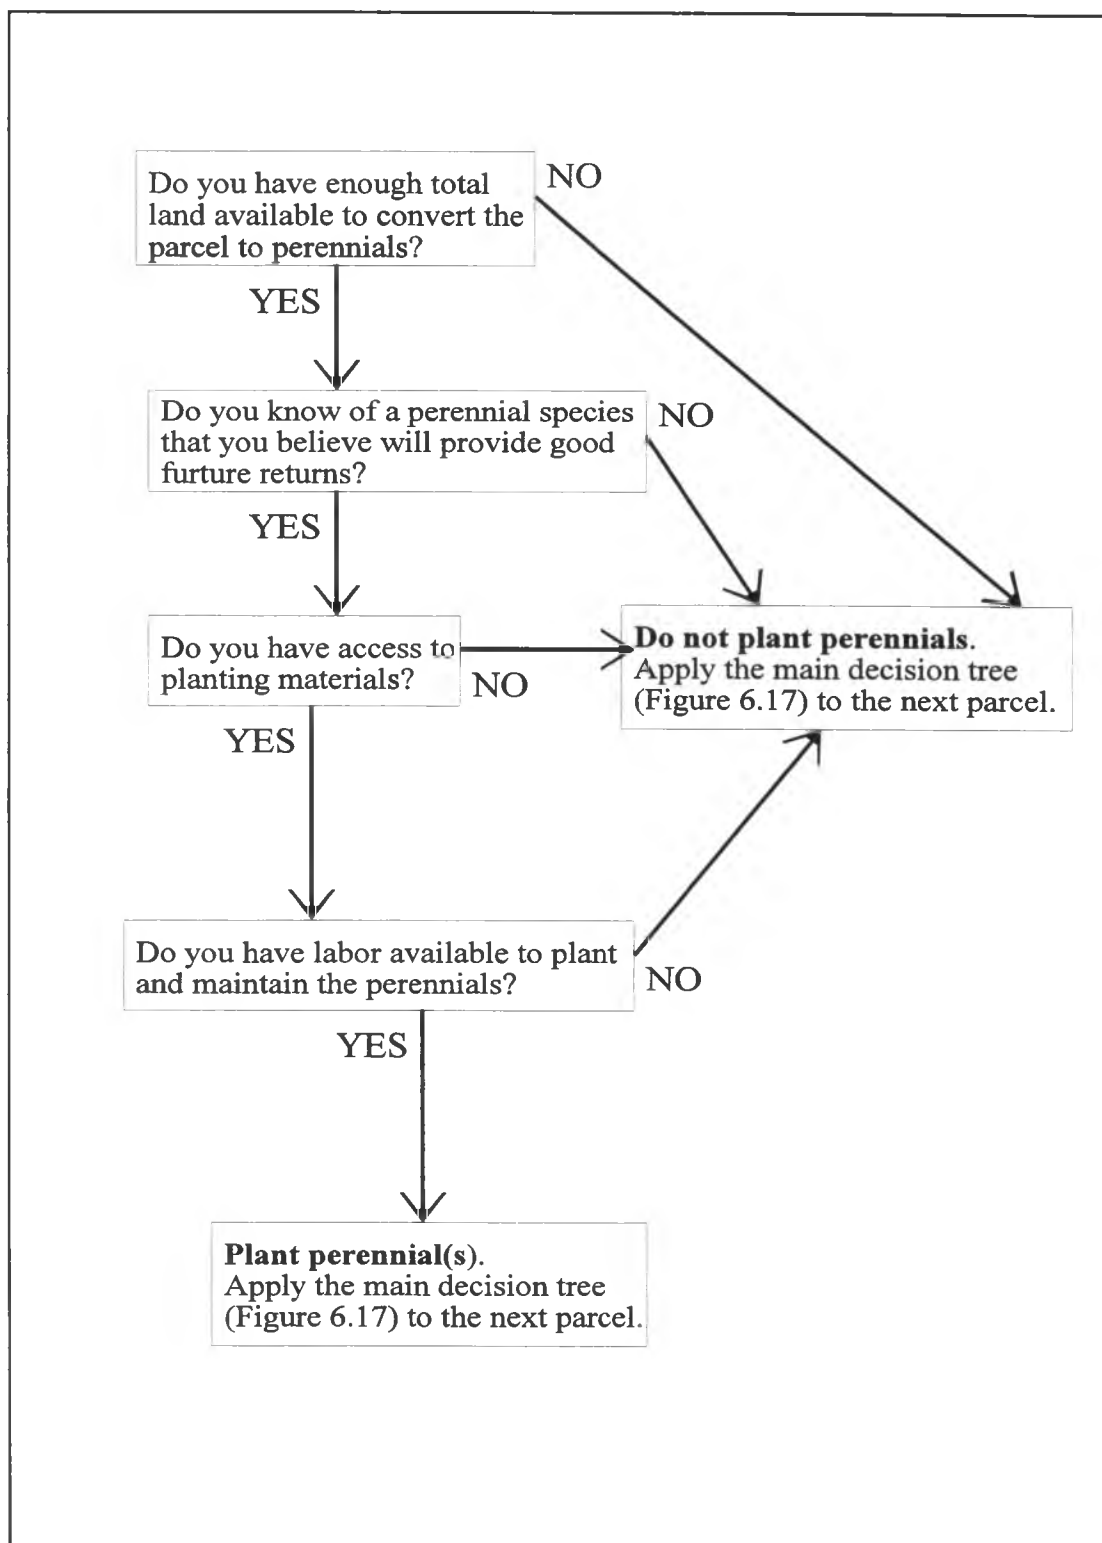 Do you have enough total
land available to convert the
parcel to perennials?
NO
YES
Do you know of a perennial species
that you believe will provide good
furture returns?
NO
YES
Do you have access to
planting materials?
NO
YES
Do not plant perennials.
Apply the main decision tree
(Figure 6.17) to the next parcel.
Do you have labor available to plant
and maintain the perennials?
NO
YES
Plant perennial(s).
Apply the main decision tree
(Figure 6.17) to the next parcel.